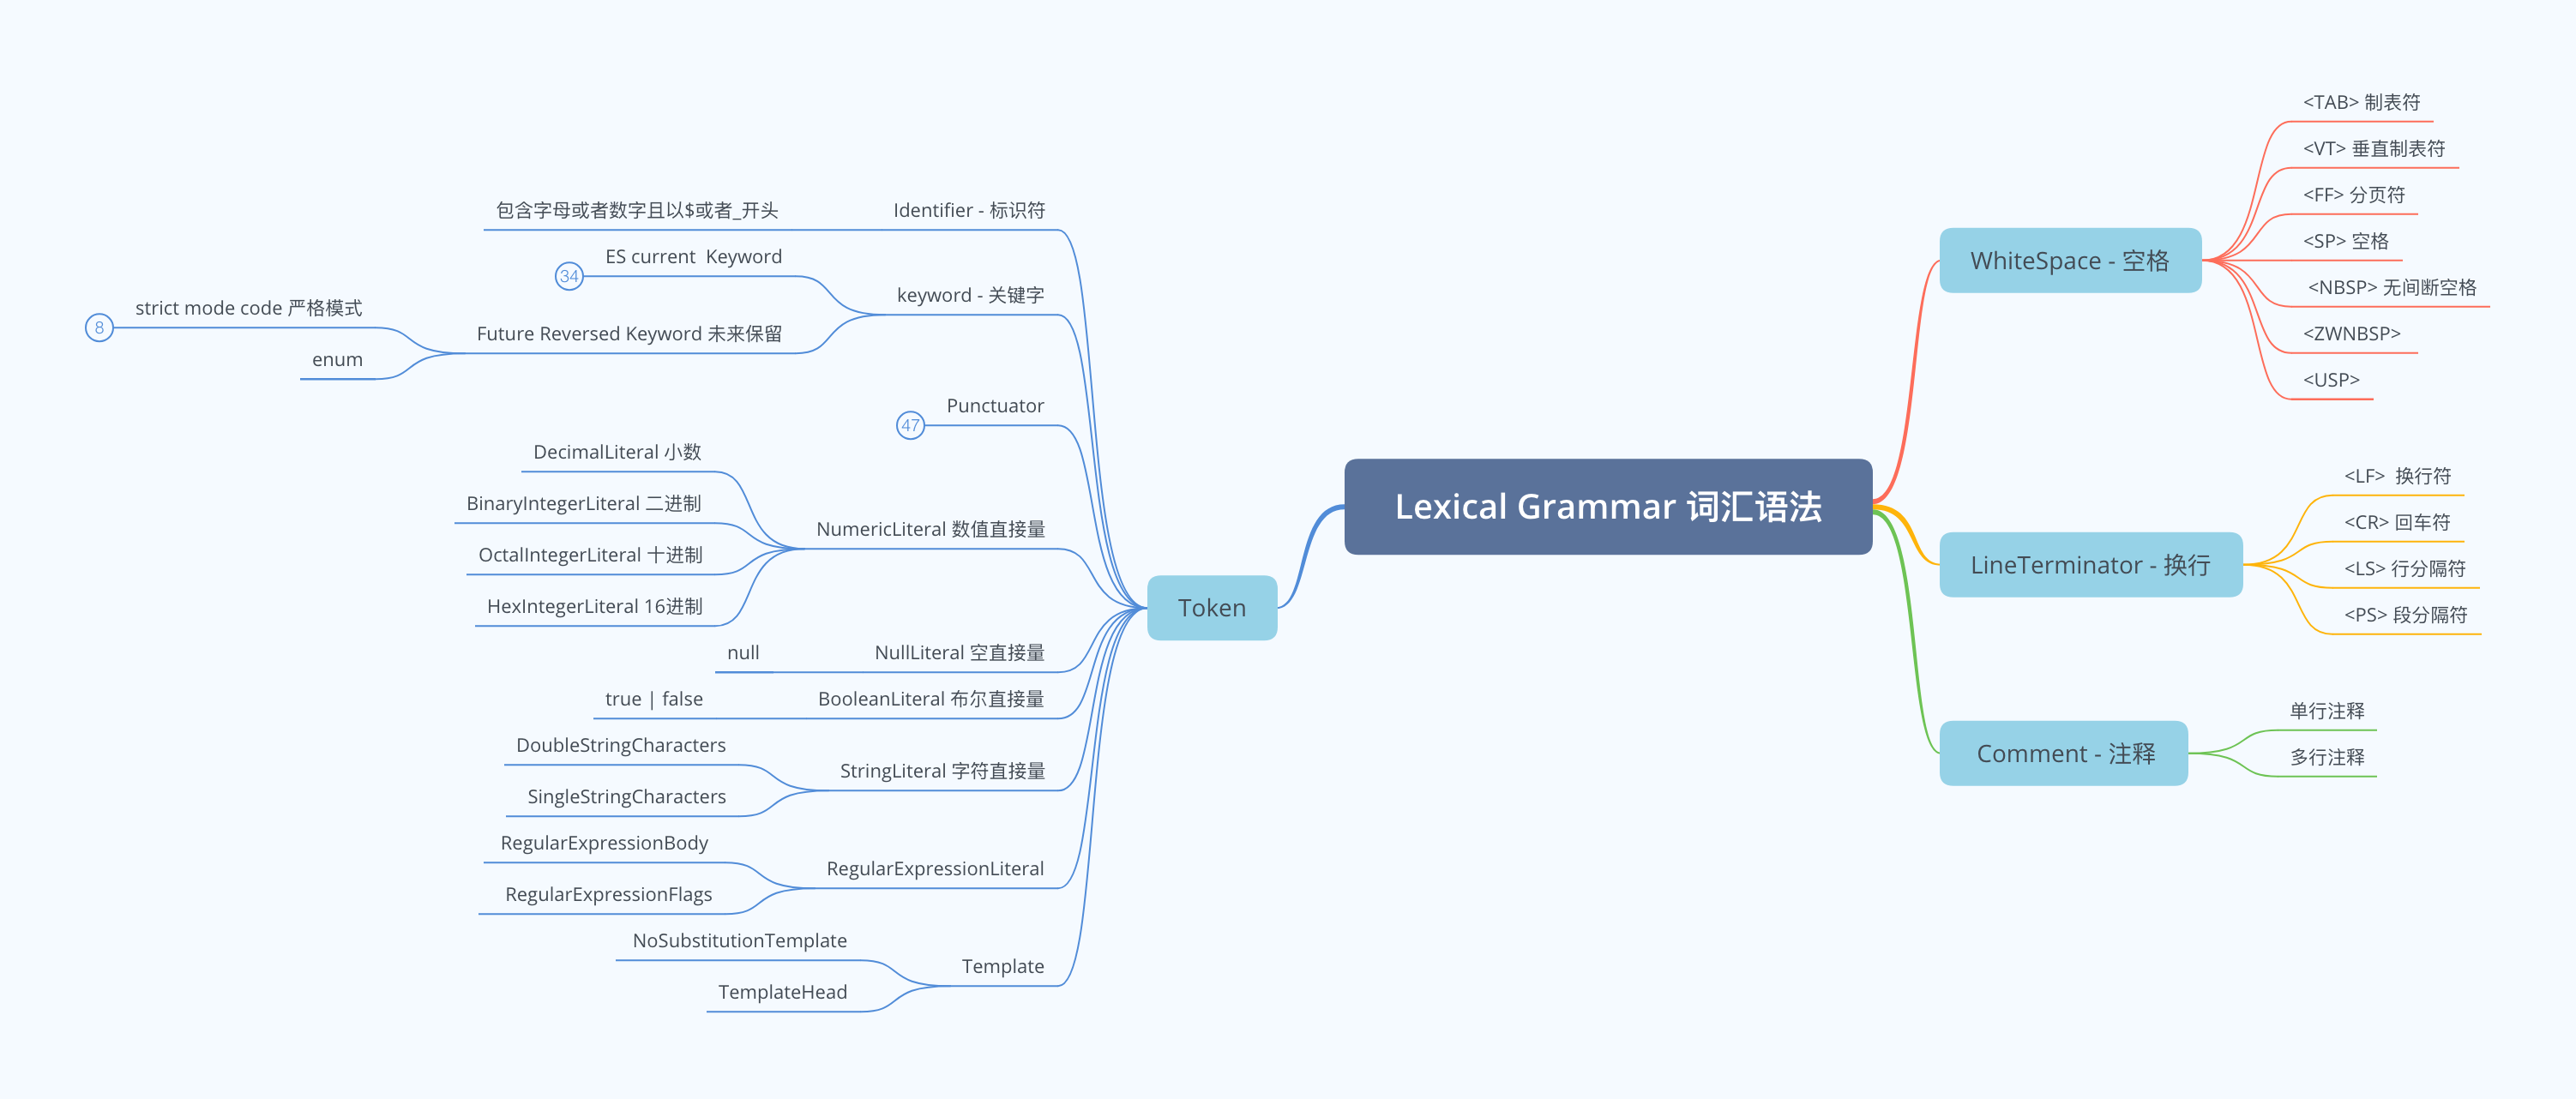 Lexical Grammar 词汇语法
WhiteSpace - 空格
<TAB> 制表符
<VT> 垂直制表符
<FF> 分页符
<SP> 空格
<NBSP> 无间断空格
<ZWNBSP>
<USP>
LineTerminator - 换行
<LF> 换行符
<CR> 回车符
<LS> 行分隔符
<PS> 段分隔符
Comment - 注释
单行注释
多行注释
Token
Identifier - 标识符
包含字母或者数字且以$或者_开头
keyword - 关键字
ES current Keyword
34
Future Reversed Keyword 未来保留
strict mode code 严格模式
8
enum
Punctuator
47
NumericLiteral 数值直接量
DecimalLiteral 小数
BinaryIntegerLiteral 二进制
OctalIntegerLiteral 十进制
HexIntegerLiteral 16进制
NullLiteral 空直接量
null
BooleanLiteral 布尔直接量
true | false
StringLiteral 字符直接量
DoubleStringCharacters
SingleStringCharacters
RegularExpressionLiteral
RegularExpressionBody
RegularExpressionFlags
Template
NoSubstitutionTemplate
TemplateHead